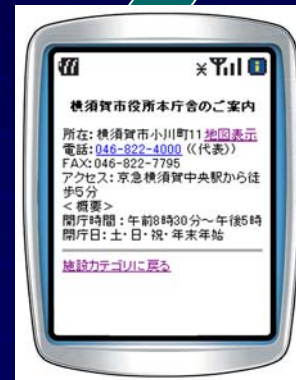 横須賀市役所本庁舎のご案内
所在:横須賀市小川町11地図表示
電話:046-822-4000((代表))
FAX:046-822-7795
アクセス:京急横須賀中央駅から徒
歩5分
<概要>
開庁時間:午前8時30分～午後5時
閉庁日:土・日・祝・年末年始
施設カテゴリに戻る